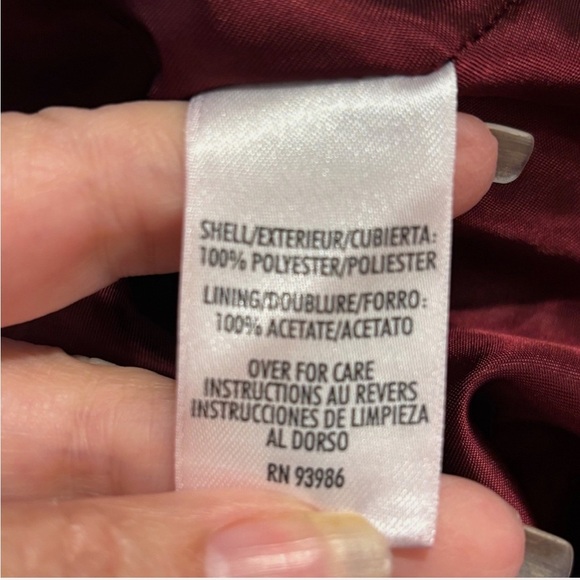 SHELL/EXTERIEUR/CUBIERTA:
100% POLYESTER/POLIESTER
LINING/DOUBLURE/FORRO:
100% ACETATE/ACETATO
OVER FOR CARE
INSTRUCTIONS AU REVERS
INSTRUCCIONES DE LIMPIEZA
AL DORSO
RN 93986